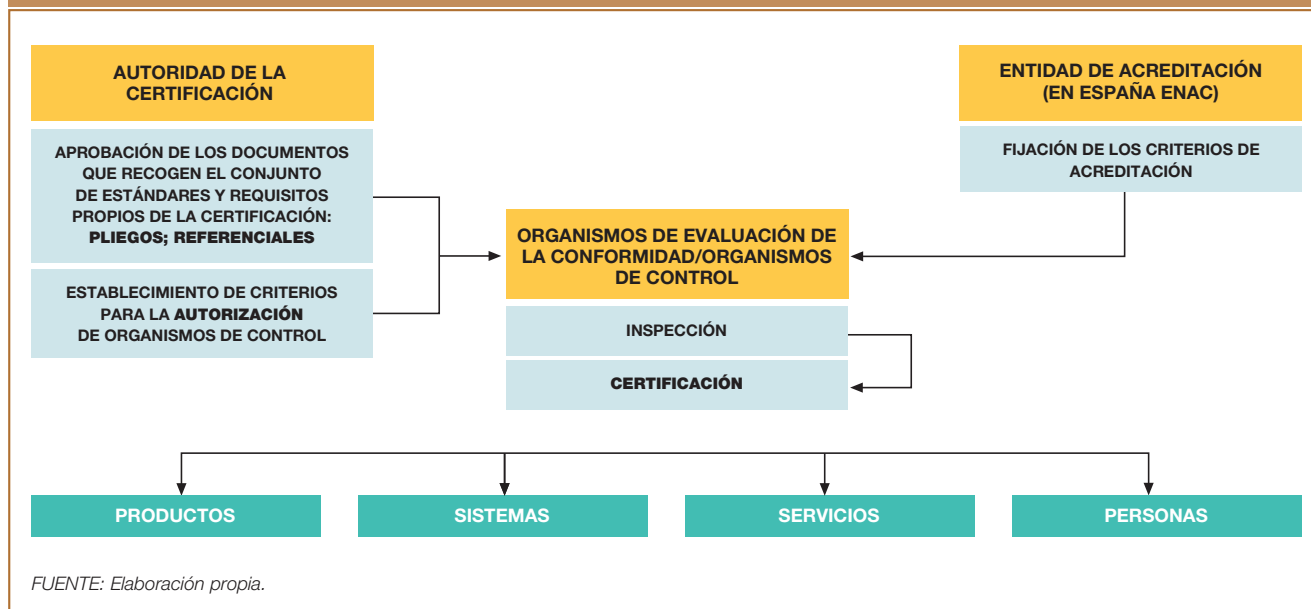 AUTORIDAD DE LA
CERTIFICACIÓN
APROBACIÓN DE LOS DOCUMENTOS
QUE RECOGEN EL CONJUNTO
DE ESTÁNDARES Y REQUISITOS
PROPIOS DE LA CERTIFICACIÓN:
PLIEGOS; REFERENCIALES
ESTABLECIMIENTO DE CRITERIOS
PARA LA AUTORIZACIÓN
DE ORGANISMOS DE CONTROL
ORGANISMOS DE EVALUACIÓN DE
LA CONFORMIDAD/ORGANISMOS
DE CONTROL
INSPECCIÓN
CERTIFICACIÓN
ENTIDAD DE ACREDITACIÓN
(EN ESPAÑA ENAC)
FIJACIÓN DE LOS CRITERIOS DE
ACREDITACIÓN
PRODUCTOS
SISTEMAS
SERVICIOS
PERSONAS
FUENTE: Elaboración propia.